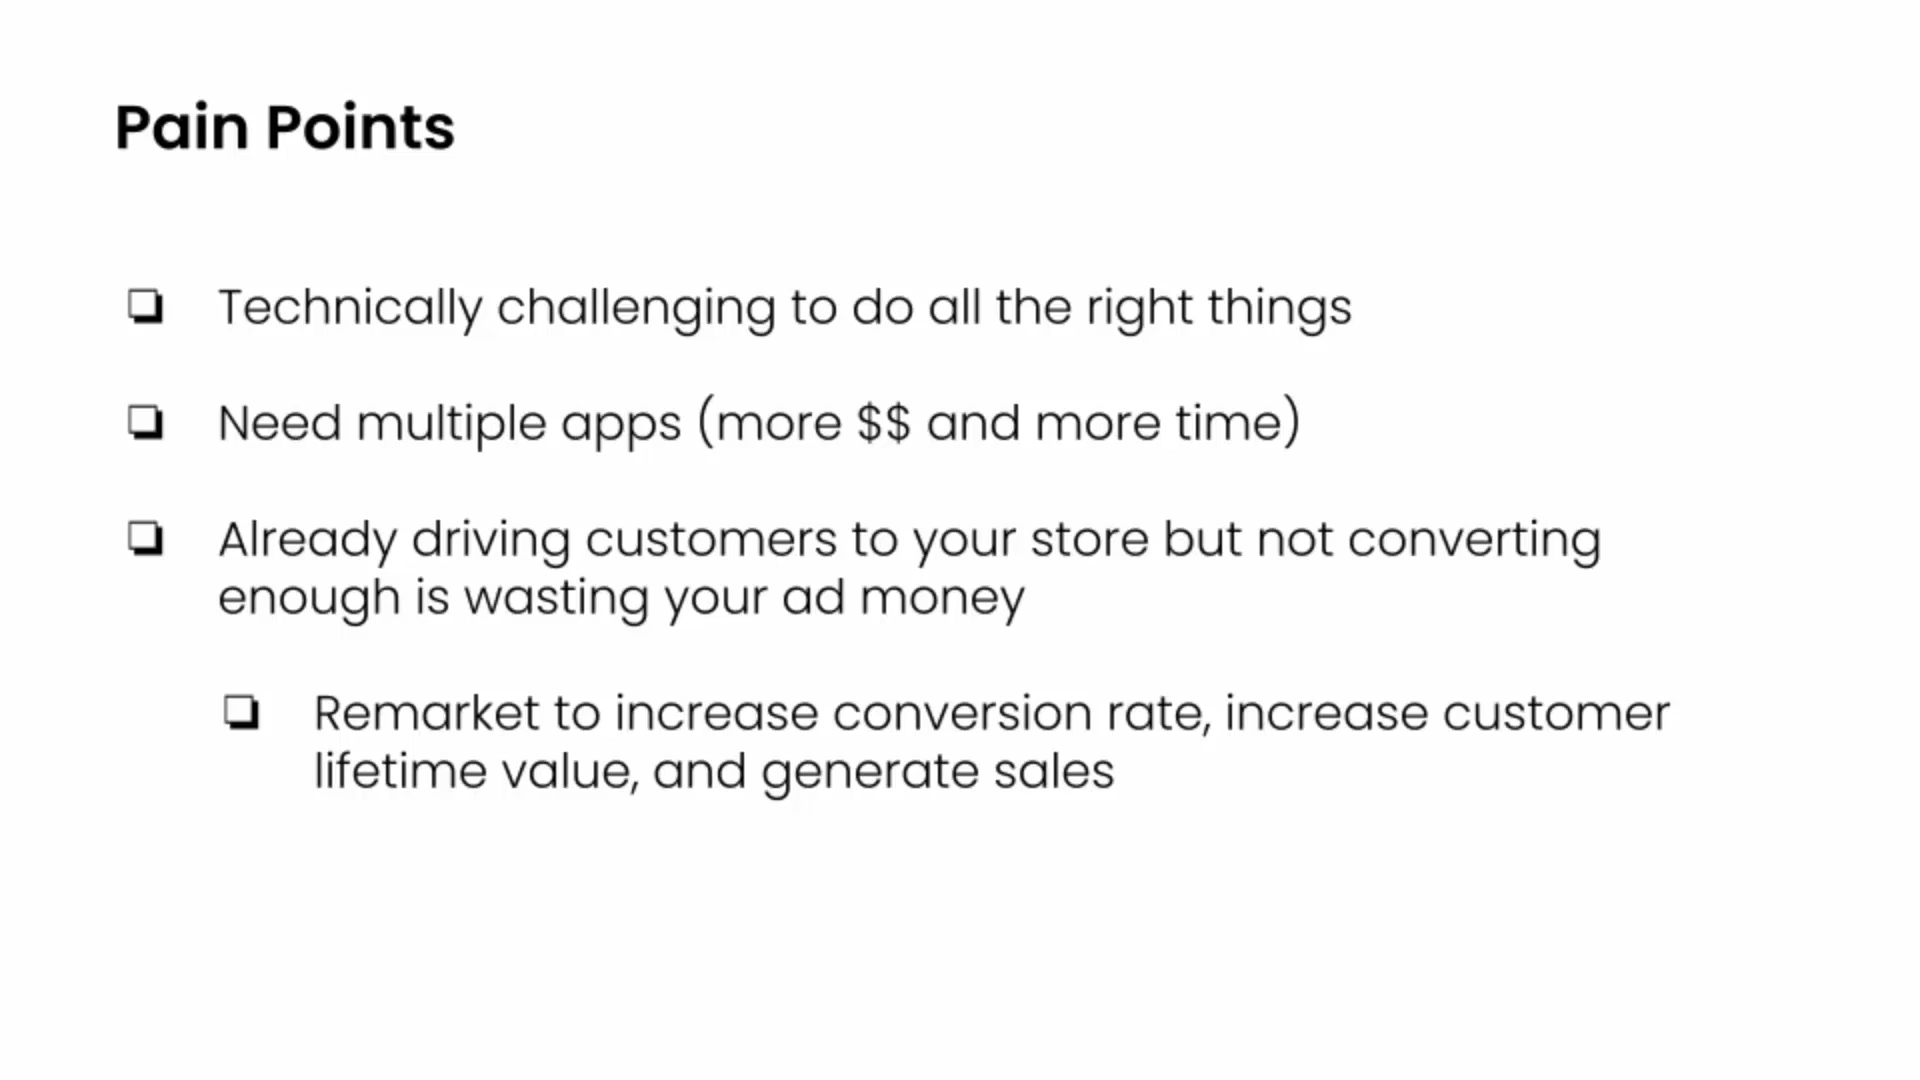 Pain Points
❏ Technically challenging to do all the right things
❏ Need multiple apps (more $$ and more time)
❏ Already driving customers to your store but not converting
enough is wasting your ad money
❏ Remarket to increase conversion rate, increase customer
lifetime value, and generate sales